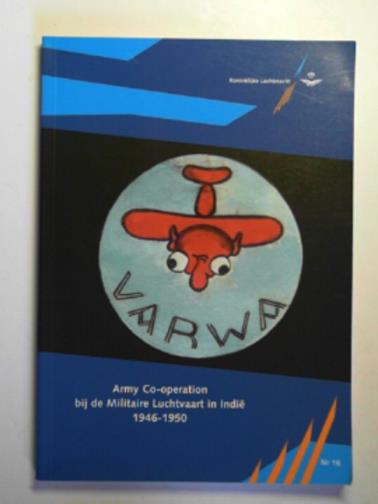 Koninklijke Luchtmacht
VARWA
Army Co-operation
bij de Militaire Luchtvaart in Indië
1946-1950
Nr 16